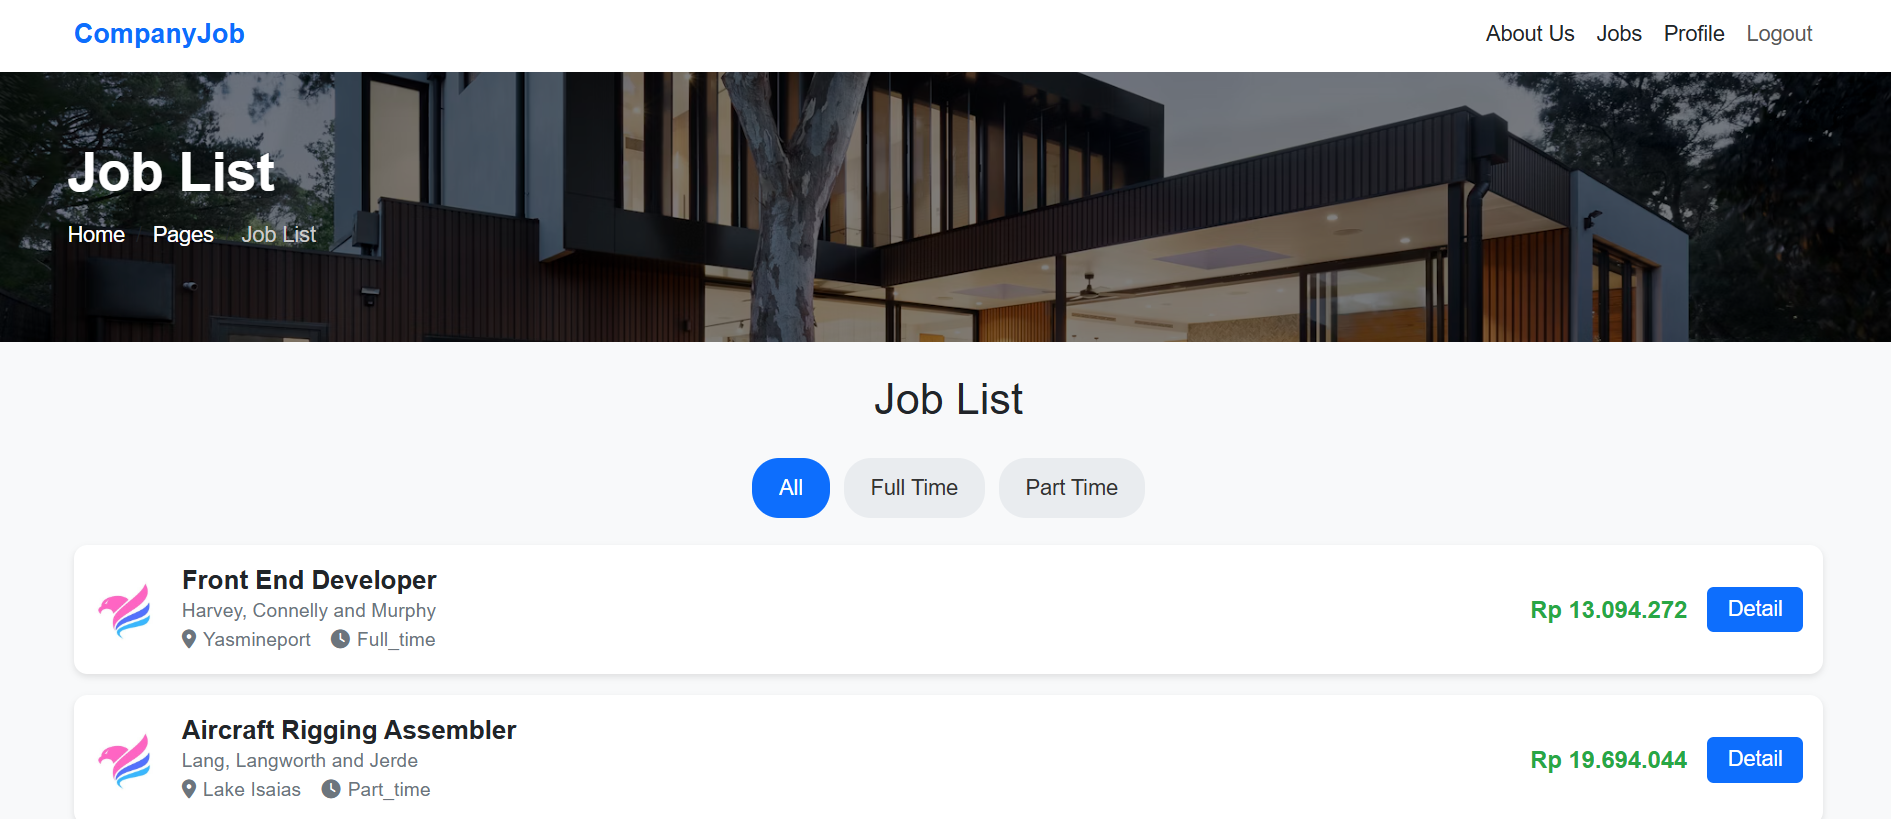 CompanyJob
About Us Jobs Profile Logout
Job List
Home Pages Job List
Job List
All Full Time Part Time
Front End Developer
Harvey, Connelly and Murphy
Yasmineport Full_time
Rp 13.094.272 Detail
Aircraft Rigging Assembler
Lang, Langworth and Jerde
Lake Isaias Part_time
Rp 19.694.044 Detail